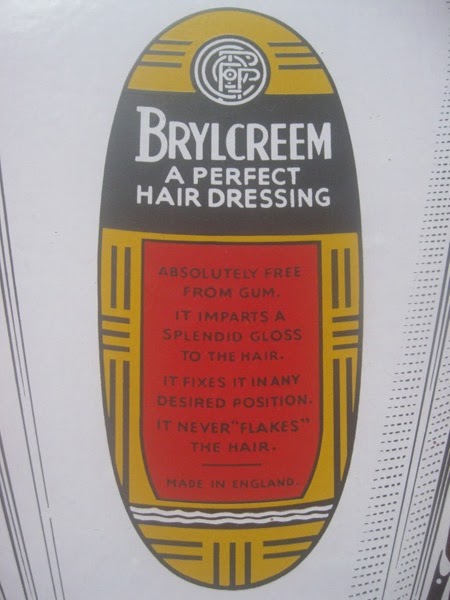 BRYLCREEM
A PERFECT
HAIR DRESSING
ABSOLUTELY FREE
FROM GUM.
IT IMPARTS A
SPLENDID GLOSS
TO THE HAIR.
IT FIXES IT IN ANY
DESIRED POSITION.
IT NEVER "FLAKES"
THE HAIR.
MADE IN ENGLAND.